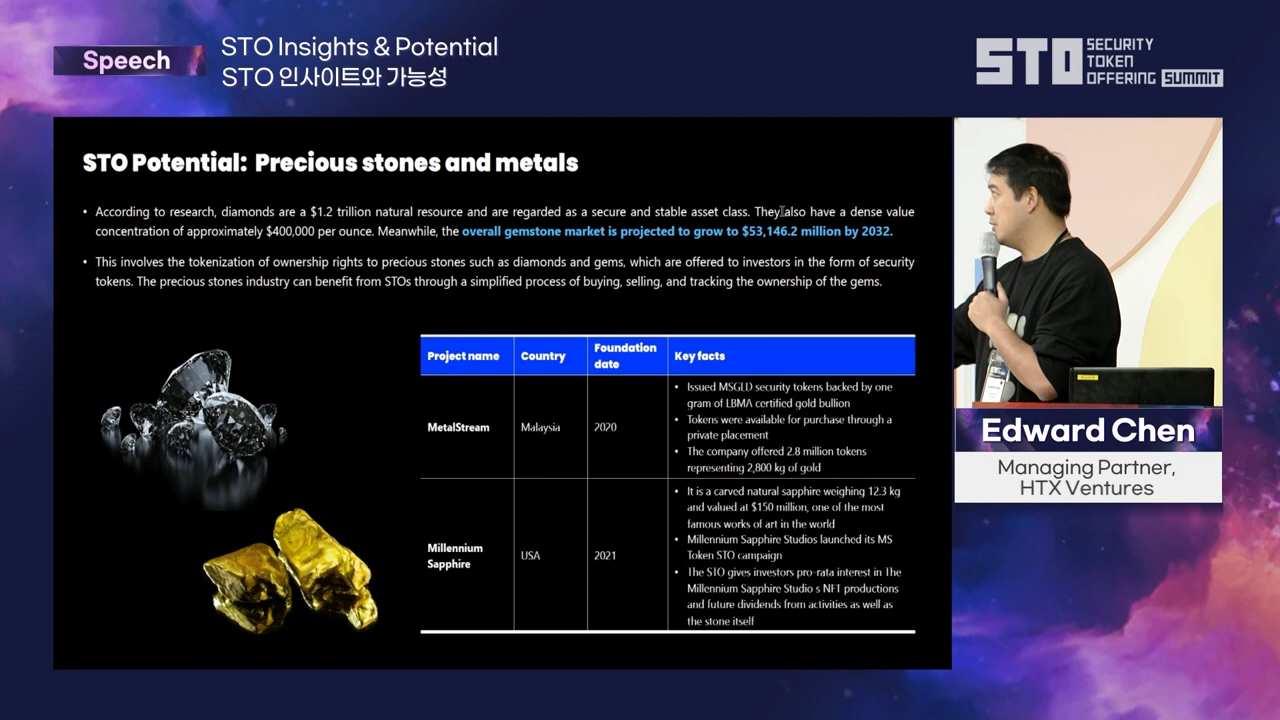 Speech
STO Insights & Potential
STO 인사이트와 가능성
STO SECURITY
TOKEN
OFFERING SUMMIT
STO Potential: Precious stones and metals
• According to research, diamonds are a $1.2 trillion natural resource and are regarded as a secure and stable asset class. They also have a dense value
concentration of approximately $400,000 per ounce. Meanwhile, the overall gemstone market is projected to grow to $53,146.2 million by 2032.
• This involves the tokenization of ownership rights to precious stones such as diamonds and gems, which are offered to investors in the form of security
tokens. The precious stones industry can benefit from STOs through a simplified process of buying, selling, and tracking the ownership of the gems.
Project name Country Foundation date Key facts
MetalStream Malaysia 2020
• Issued MSGLD security tokens backed by one
gram of LBMA certified gold bullion
• Tokens were available for purchase through a
private placement
• The company offered 2.8 million tokens
representing 2,800 kg of gold
Millennium
Sapphire
USA 2021
• It is a carved natural sapphire weighing 12.3 kg
and valued at $150 million, one of the most
famous works of art in the world
• Millennium Sapphire Studios launched its MS
Token STO campaign
• The STO gives investors pro-rata interest in The
Millennium Sapphire Studio s NFT productions
and future dividends from activities as well as
the stone itself
Edward Chen
Managing Partner,
HTX Ventures